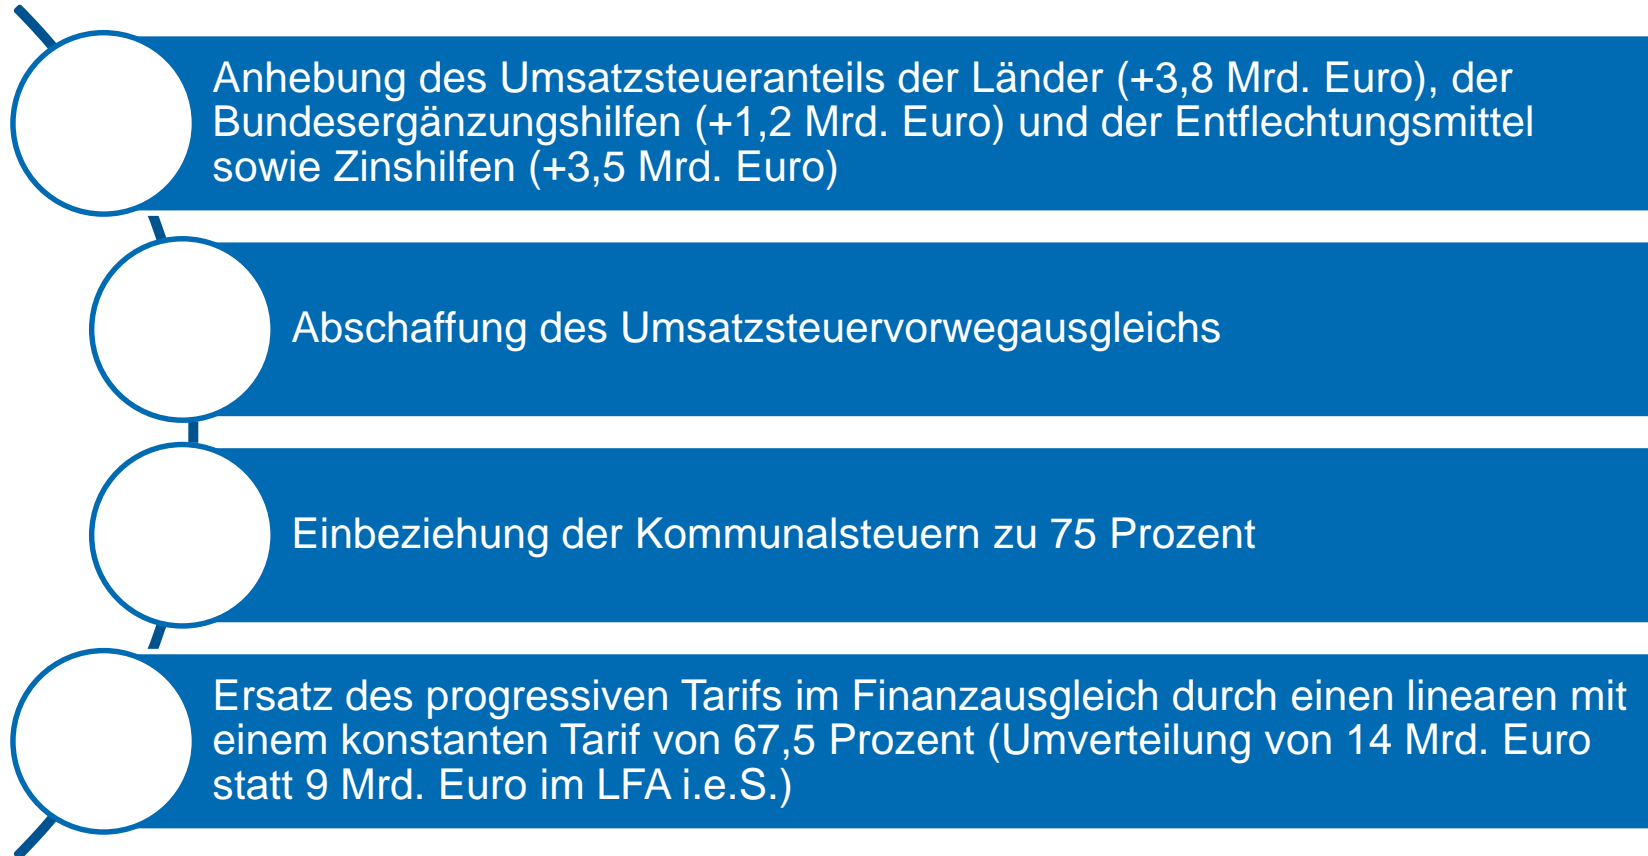 Anhebung des Umsatzsteueranteils der Länder (+3,8 Mrd. Euro), der
Bundesergänzungshilfen (+1,2 Mrd. Euro) und der Entflechtungsmittel
sowie Zinshilfen (+3,5 Mrd. Euro)
Abschaffung des Umsatzsteuervorwegausgleichs
Einbeziehung der Kommunalsteuern zu 75 Prozent
Ersatz des progressiven Tarifs im Finanzausgleich durch einen linearen mit
einem konstanten Tarif von 67,5 Prozent (Umverteilung von 14 Mrd. Euro
statt 9 Mrd. Euro im LFA i.e.S.)